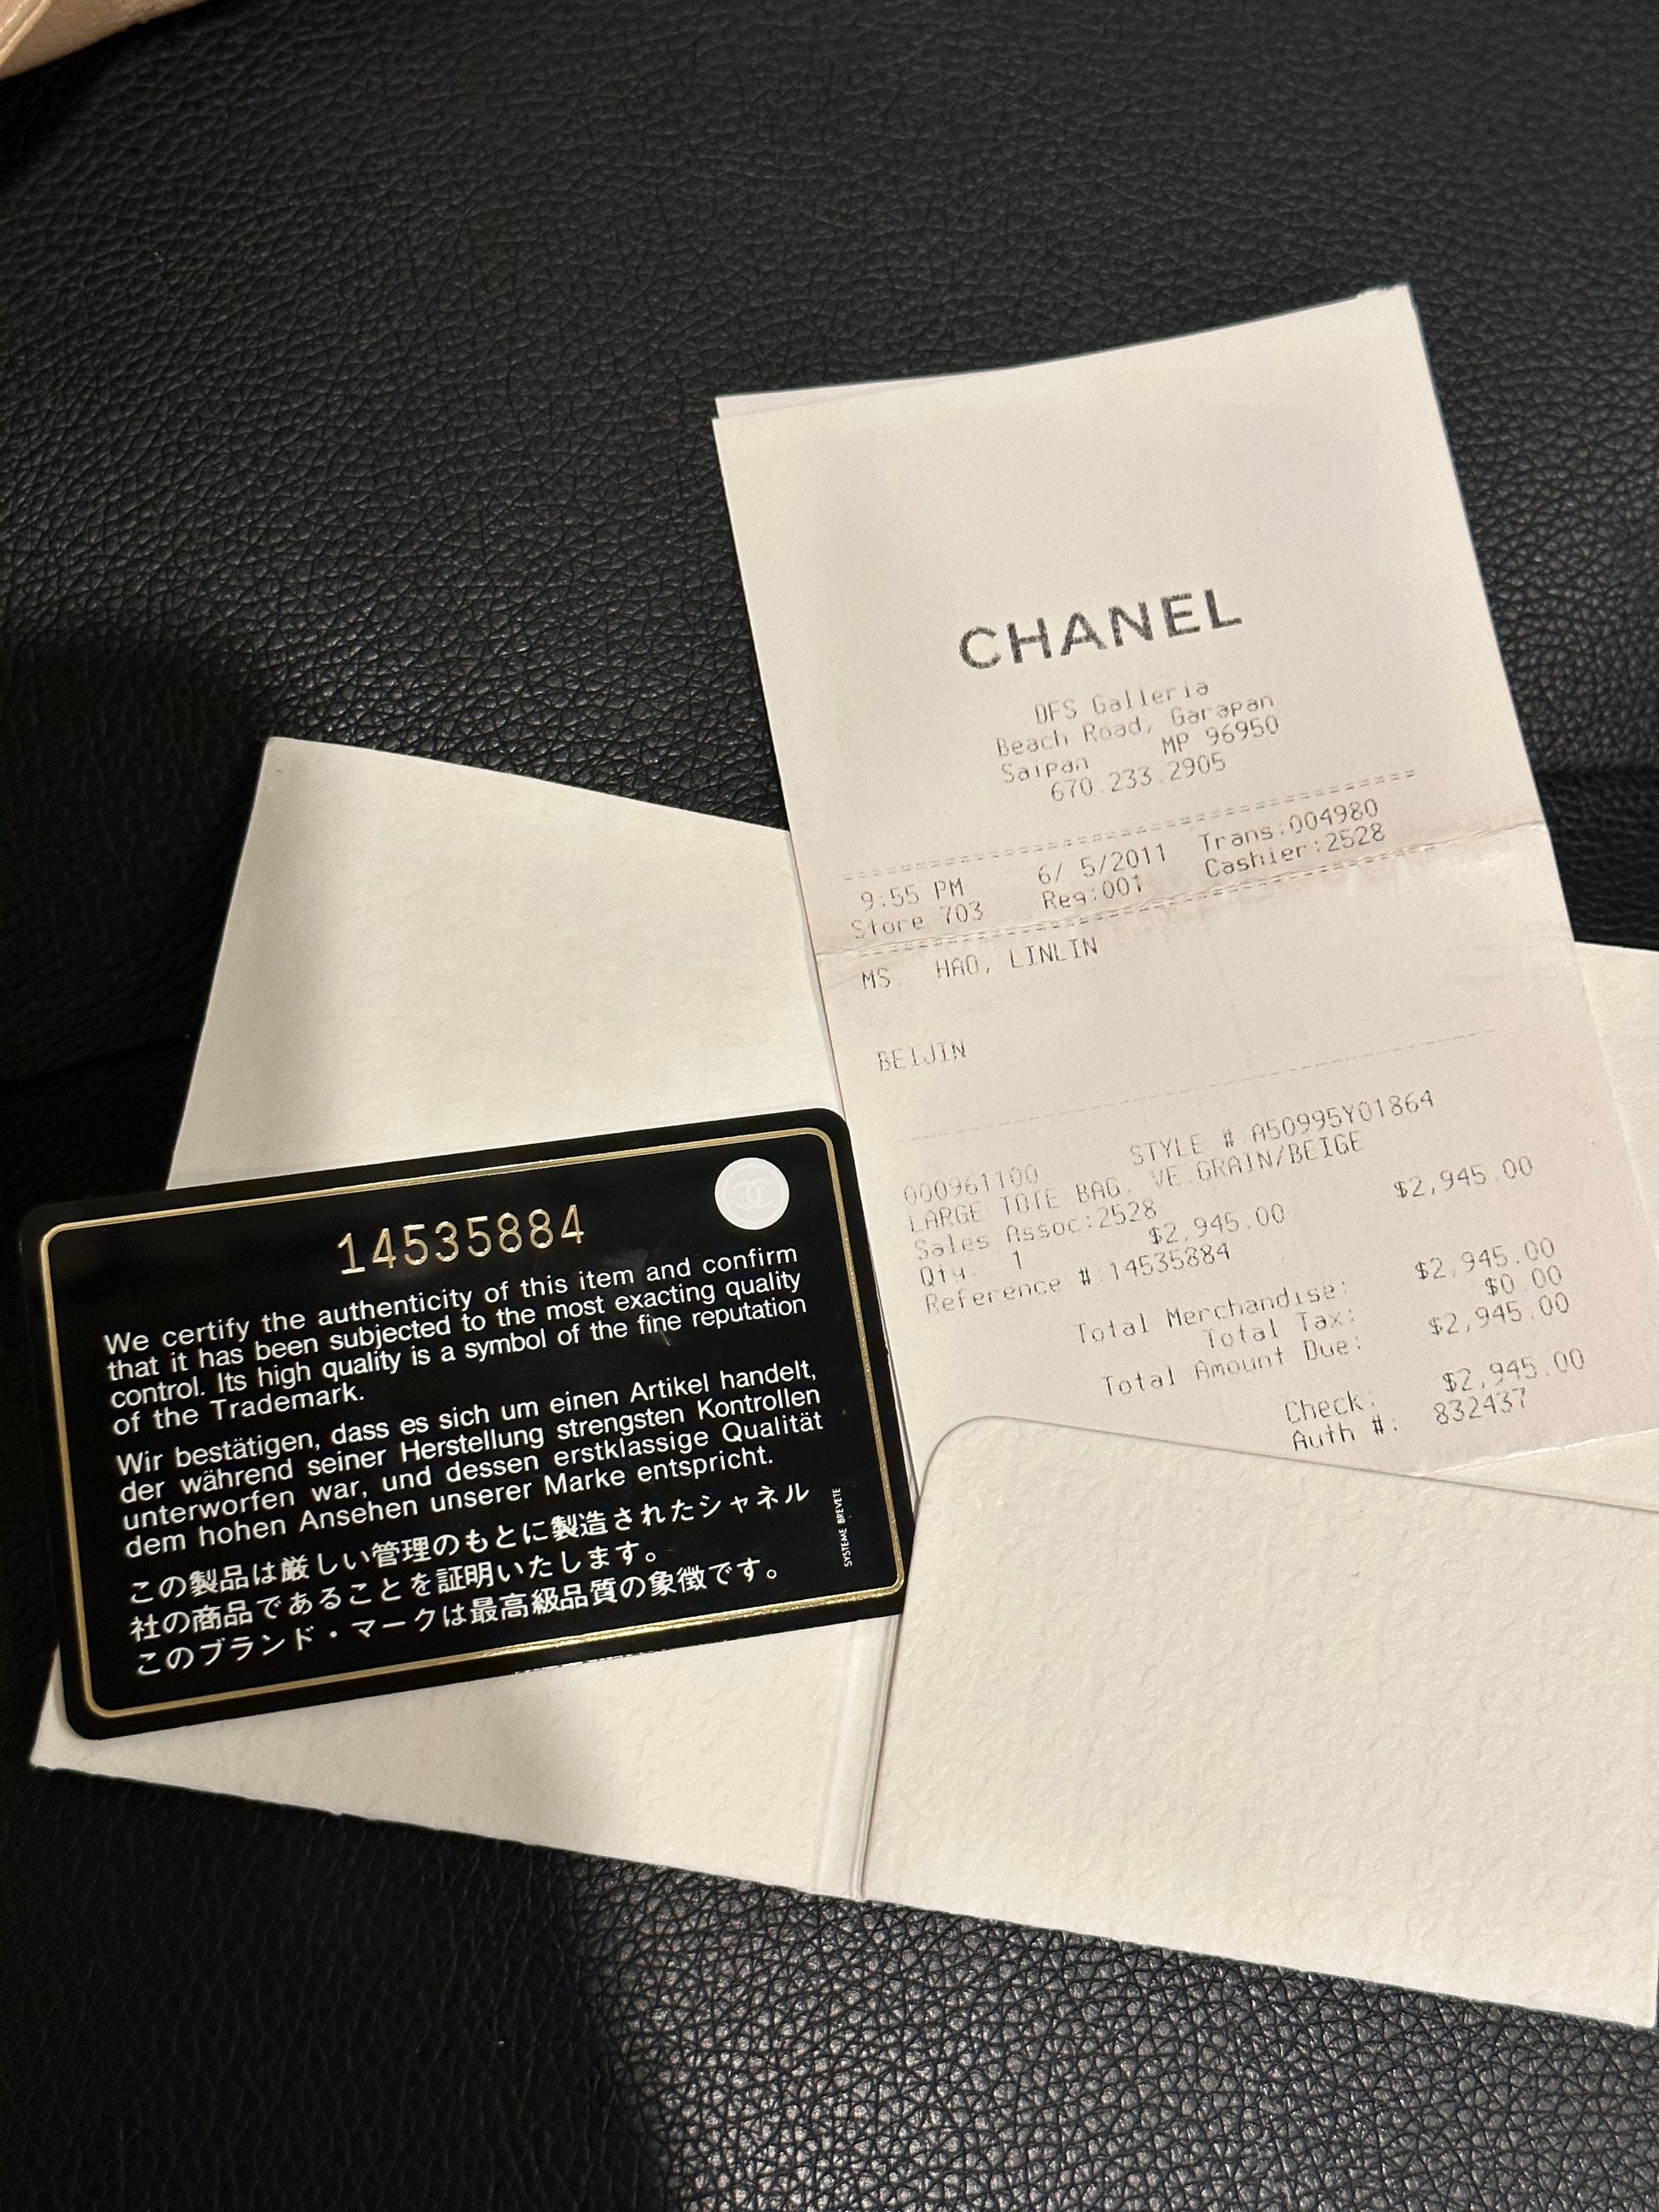 CHANEL
DFS Galleria
Beach Road, Garapan
Saipan MP 96950
670.233.2905
9:55 PM 6/ 5/2011 Trans:004980
Store 703 Reg:001 Cashier:2528
MS. HAO, LINLIN
BEIJIN
STYLE # A50995Y01864
000961100
LARGE TOTE BAG, VE.GRAIN/BEIGE
Sales Assoc:2528 $2,945.00
Qty. 1 $2,945.00
Reference #:14535884
Total Merchandise: $2,945.00
Total Tax: $0.00
Total Amount Due: $2,945.00
Check: $2,945.00
Auth #: 832437
14535884
We certify the authenticity of this item and confirm
that it has been subjected to the most exacting quality
control. Its high quality is a symbol of the fine reputation
of the Trademark.
Wir bestätigen, dass es sich um einen Artikel handelt,
der während seiner Herstellung strengsten Kontrollen
unterworfen war, und dessen erstklassige Qualität
dem hohen Ansehen unserer Marke entspricht.
この製品は厳しい管理のもとに製造されたシャネル
社の商品であることを証明いたします。
このブランド・マークは最高級品質の象徴です。
SYSTEME BREVETE